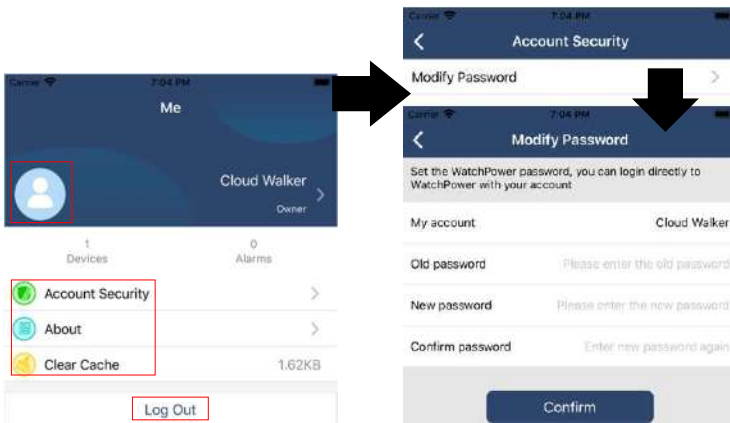 Carrier 7:04 PM
Me
Cloud Walker
Owner
1
Devices
0
Alarms
Account Security
About
Clear Cache
1.62KB
Log Out
Carrier 7:04 PM
Account Security
Modify Password
Carrier 7:04 PM
Modify Password
Set the WatchPower password, you can login directly to
WatchPower with your account
My account
Cloud Walker
Old password
Please enter the old password
New password
Please enter the new password
Confirm password
Enter new password again
Confirm